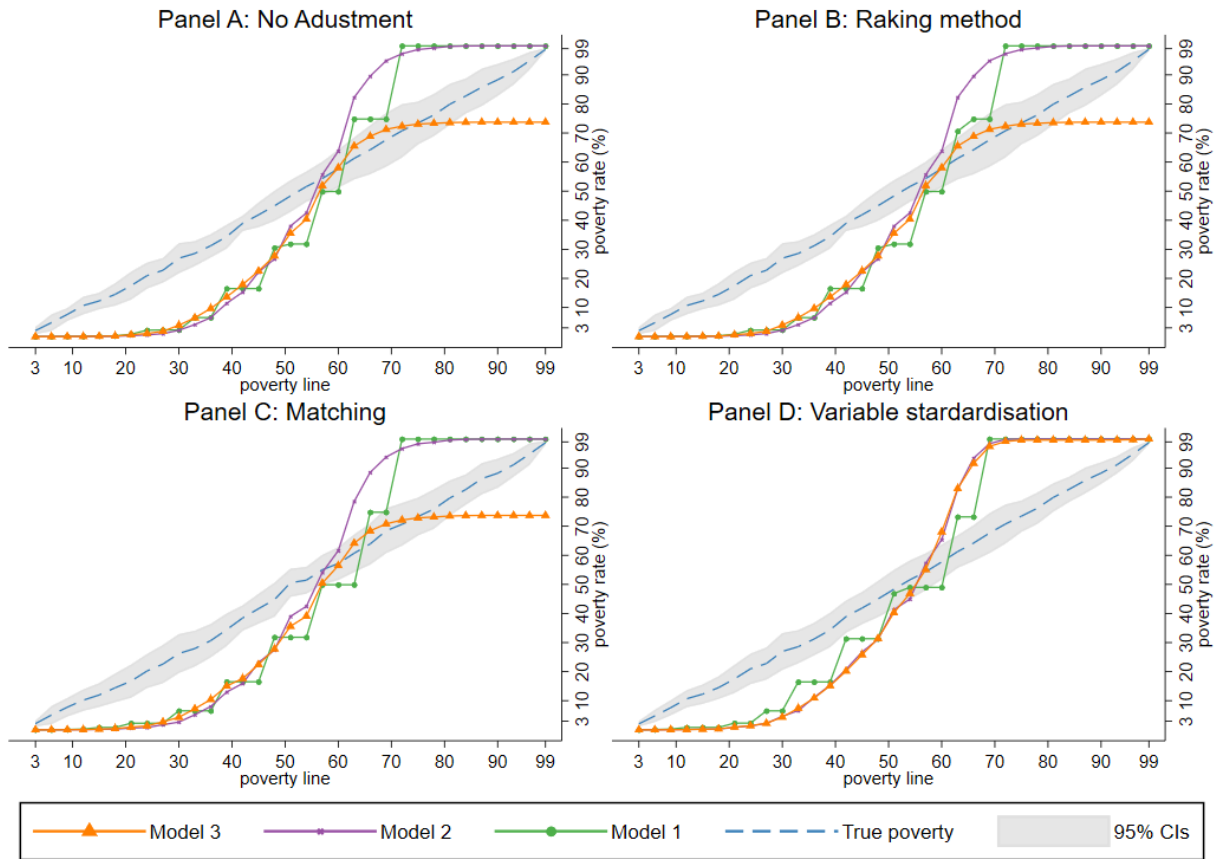 Panel A: No Adustment
99
90
80
70
60
50
40
30
20
10
3
poverty rate (%)
3 10 20 30 40 50 60 70 80 90 99
poverty line
Panel B: Raking method
99
90
80
70
60
50
40
30
20
10
3
poverty rate (%)
3 10 20 30 40 50 60 70 80 90 99
poverty line
Panel C: Matching
99
90
80
70
60
50
40
30
20
10
3
poverty rate (%)
3 10 20 30 40 50 60 70 80 90 99
poverty line
Panel D: Variable stardardisation
99
90
80
70
60
50
40
30
20
10
3
poverty rate (%)
3 10 20 30 40 50 60 70 80 90 99
poverty line
Model 3 Model 2 Model 1 True poverty 95% CIs